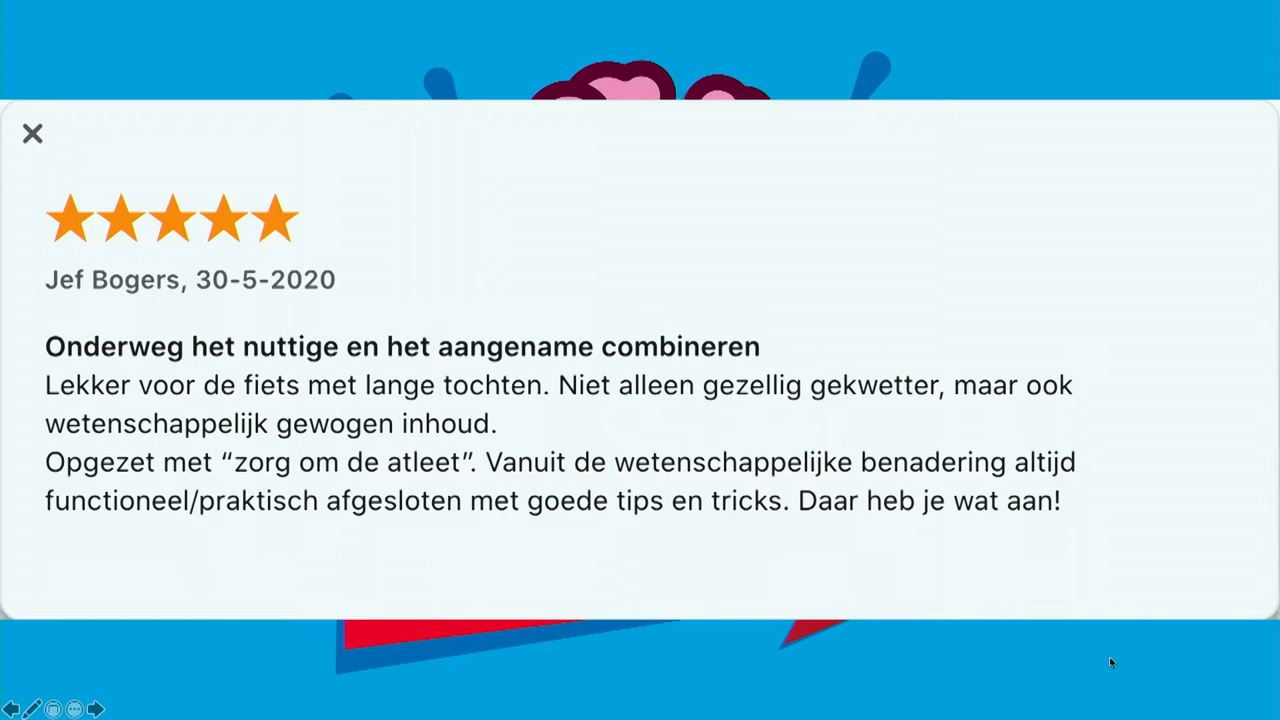 Jef Bogers, 30-5-2020
Onderweg het nuttige en het aangename combineren
Lekker voor de fiets met lange tochten. Niet alleen gezellig gekwetter, maar ook
wetenschappelijk gewogen inhoud.
Opgezet met “zorg om de atleet”. Vanuit de wetenschappelijke benadering altijd
functioneel/praktisch afgesloten met goede tips en tricks. Daar heb je wat aan!